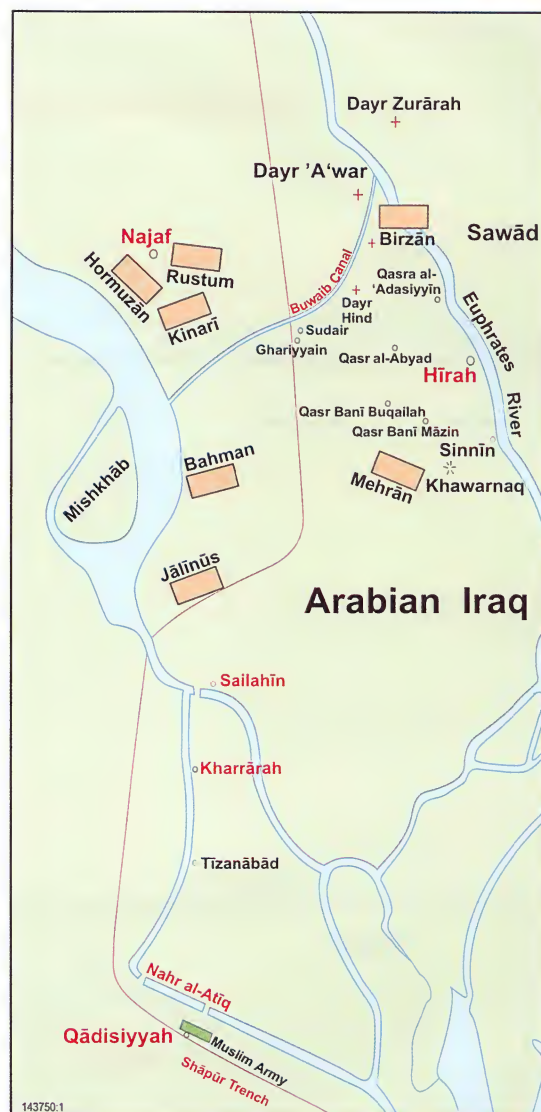 Dayr Zurārah
Dayr ’A‘war
Najaf
Rustum
Hormuzān
Kinarī
Birzān
Sawād
Buwaib Canal
Qasra al-
‘Adasiyyīn
Dayr
Hind
Sudair
Ghariyyain
Qasr al-Abyad
Euphrates
River
Hīrah
Qasr Banī Buqailah
Qasr Banī Māzin
Sinnīn
Mehrān
Khawarnaq
Bahman
Mishkhāb
Jālīnūs
Arabian Iraq
Sailahīn
Kharrārah
Tīzanābād
Nahr al-Atīq
Qādisiyyah
Muslim Army
Shāpūr Trench
143750:1